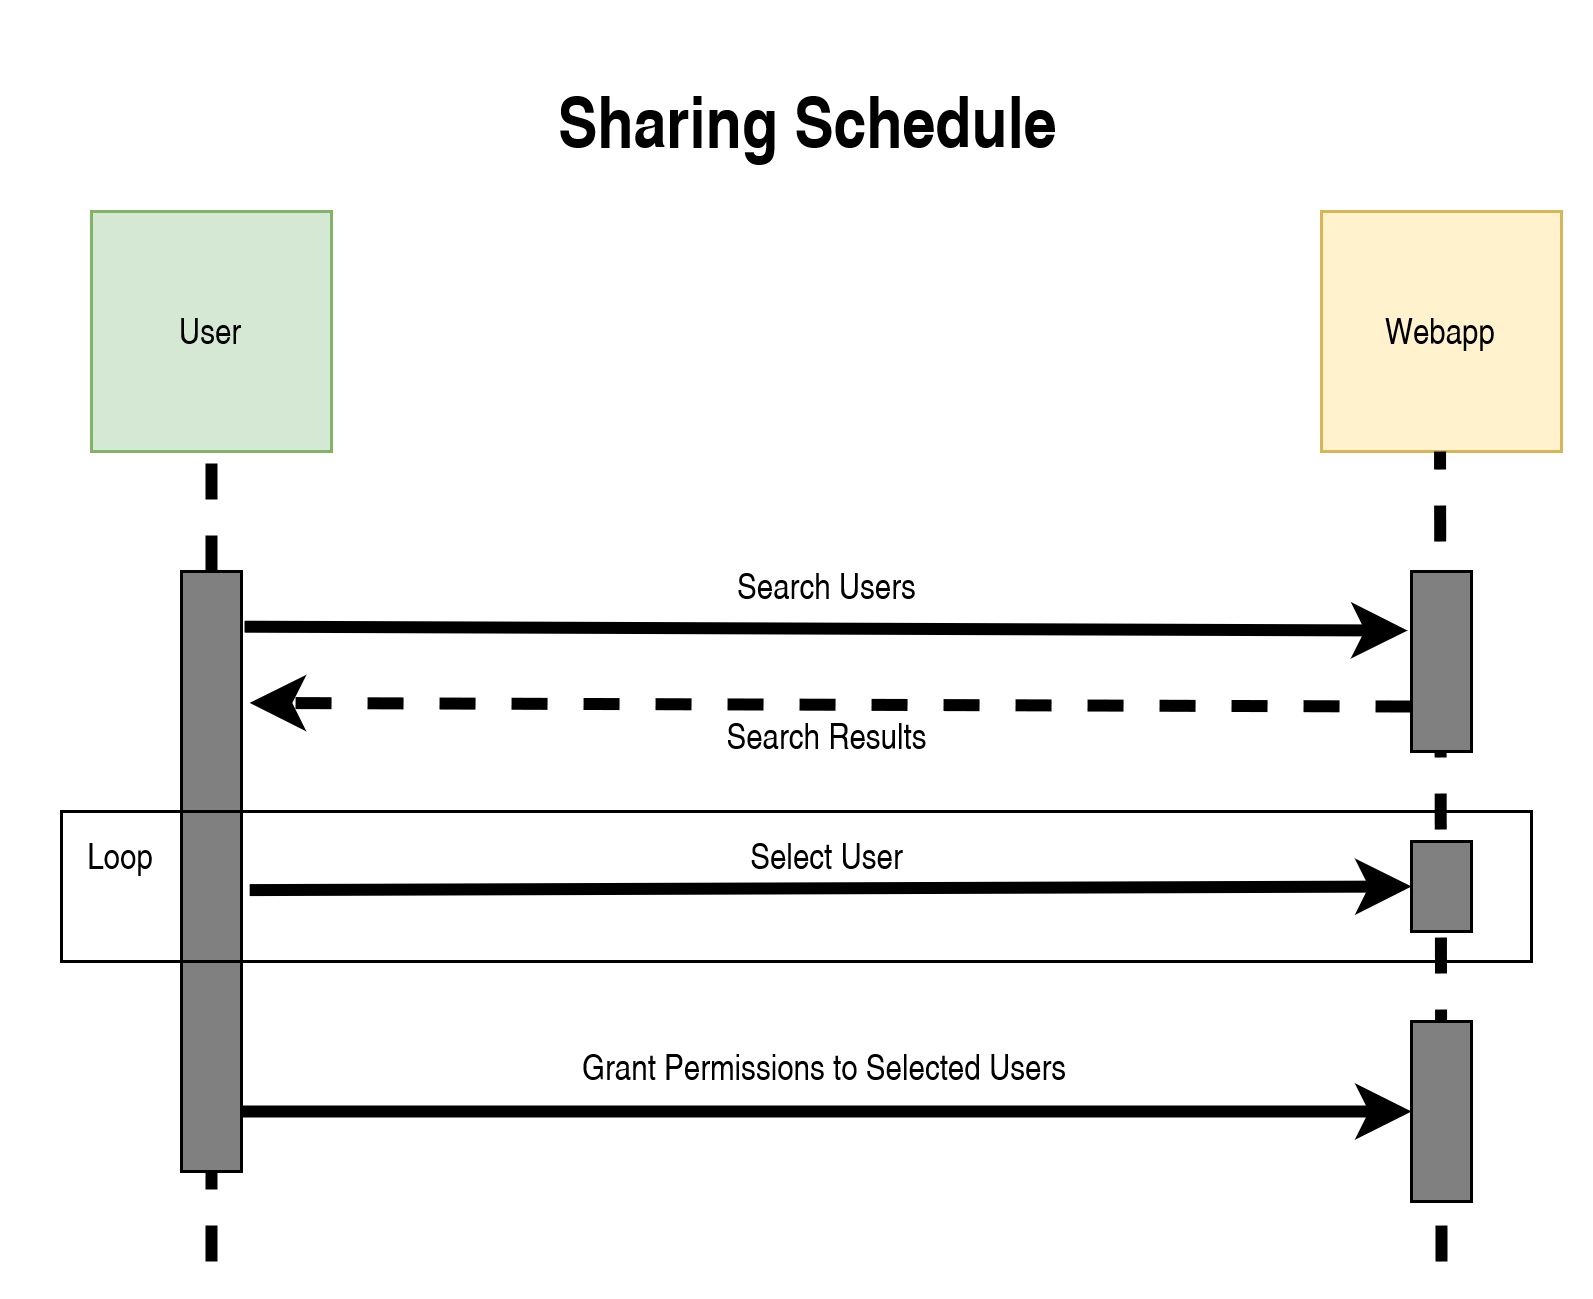 Sharing Schedule
User
Webapp
Search Users
Search Results
Loop
Select User
Grant Permissions to Selected Users